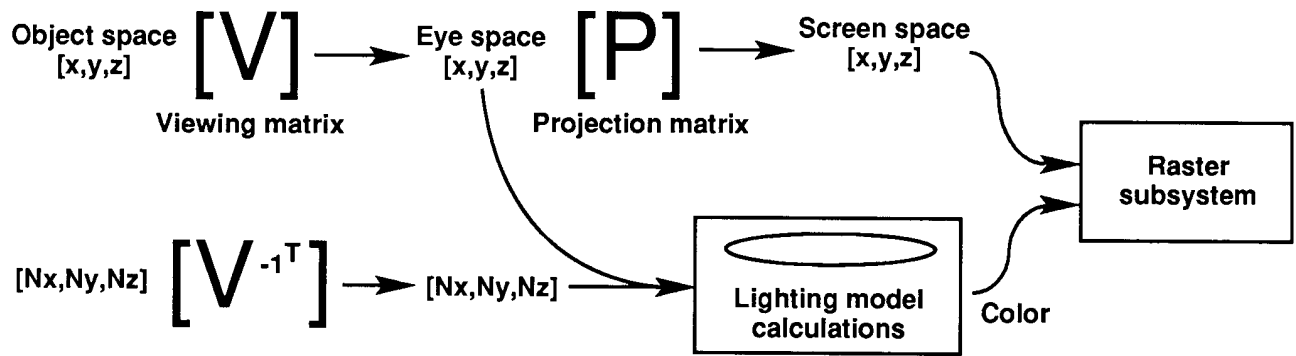 Object space
[x,y,z]
[V]
Viewing matrix
Eye space
[x,y,z]
[P]
Projection matrix
Screen space
[x,y,z]
Raster
subsystem
[Nx,Ny,Nz]
[V -1 T]
[Nx,Ny,Nz]
Lighting model
calculations
Color